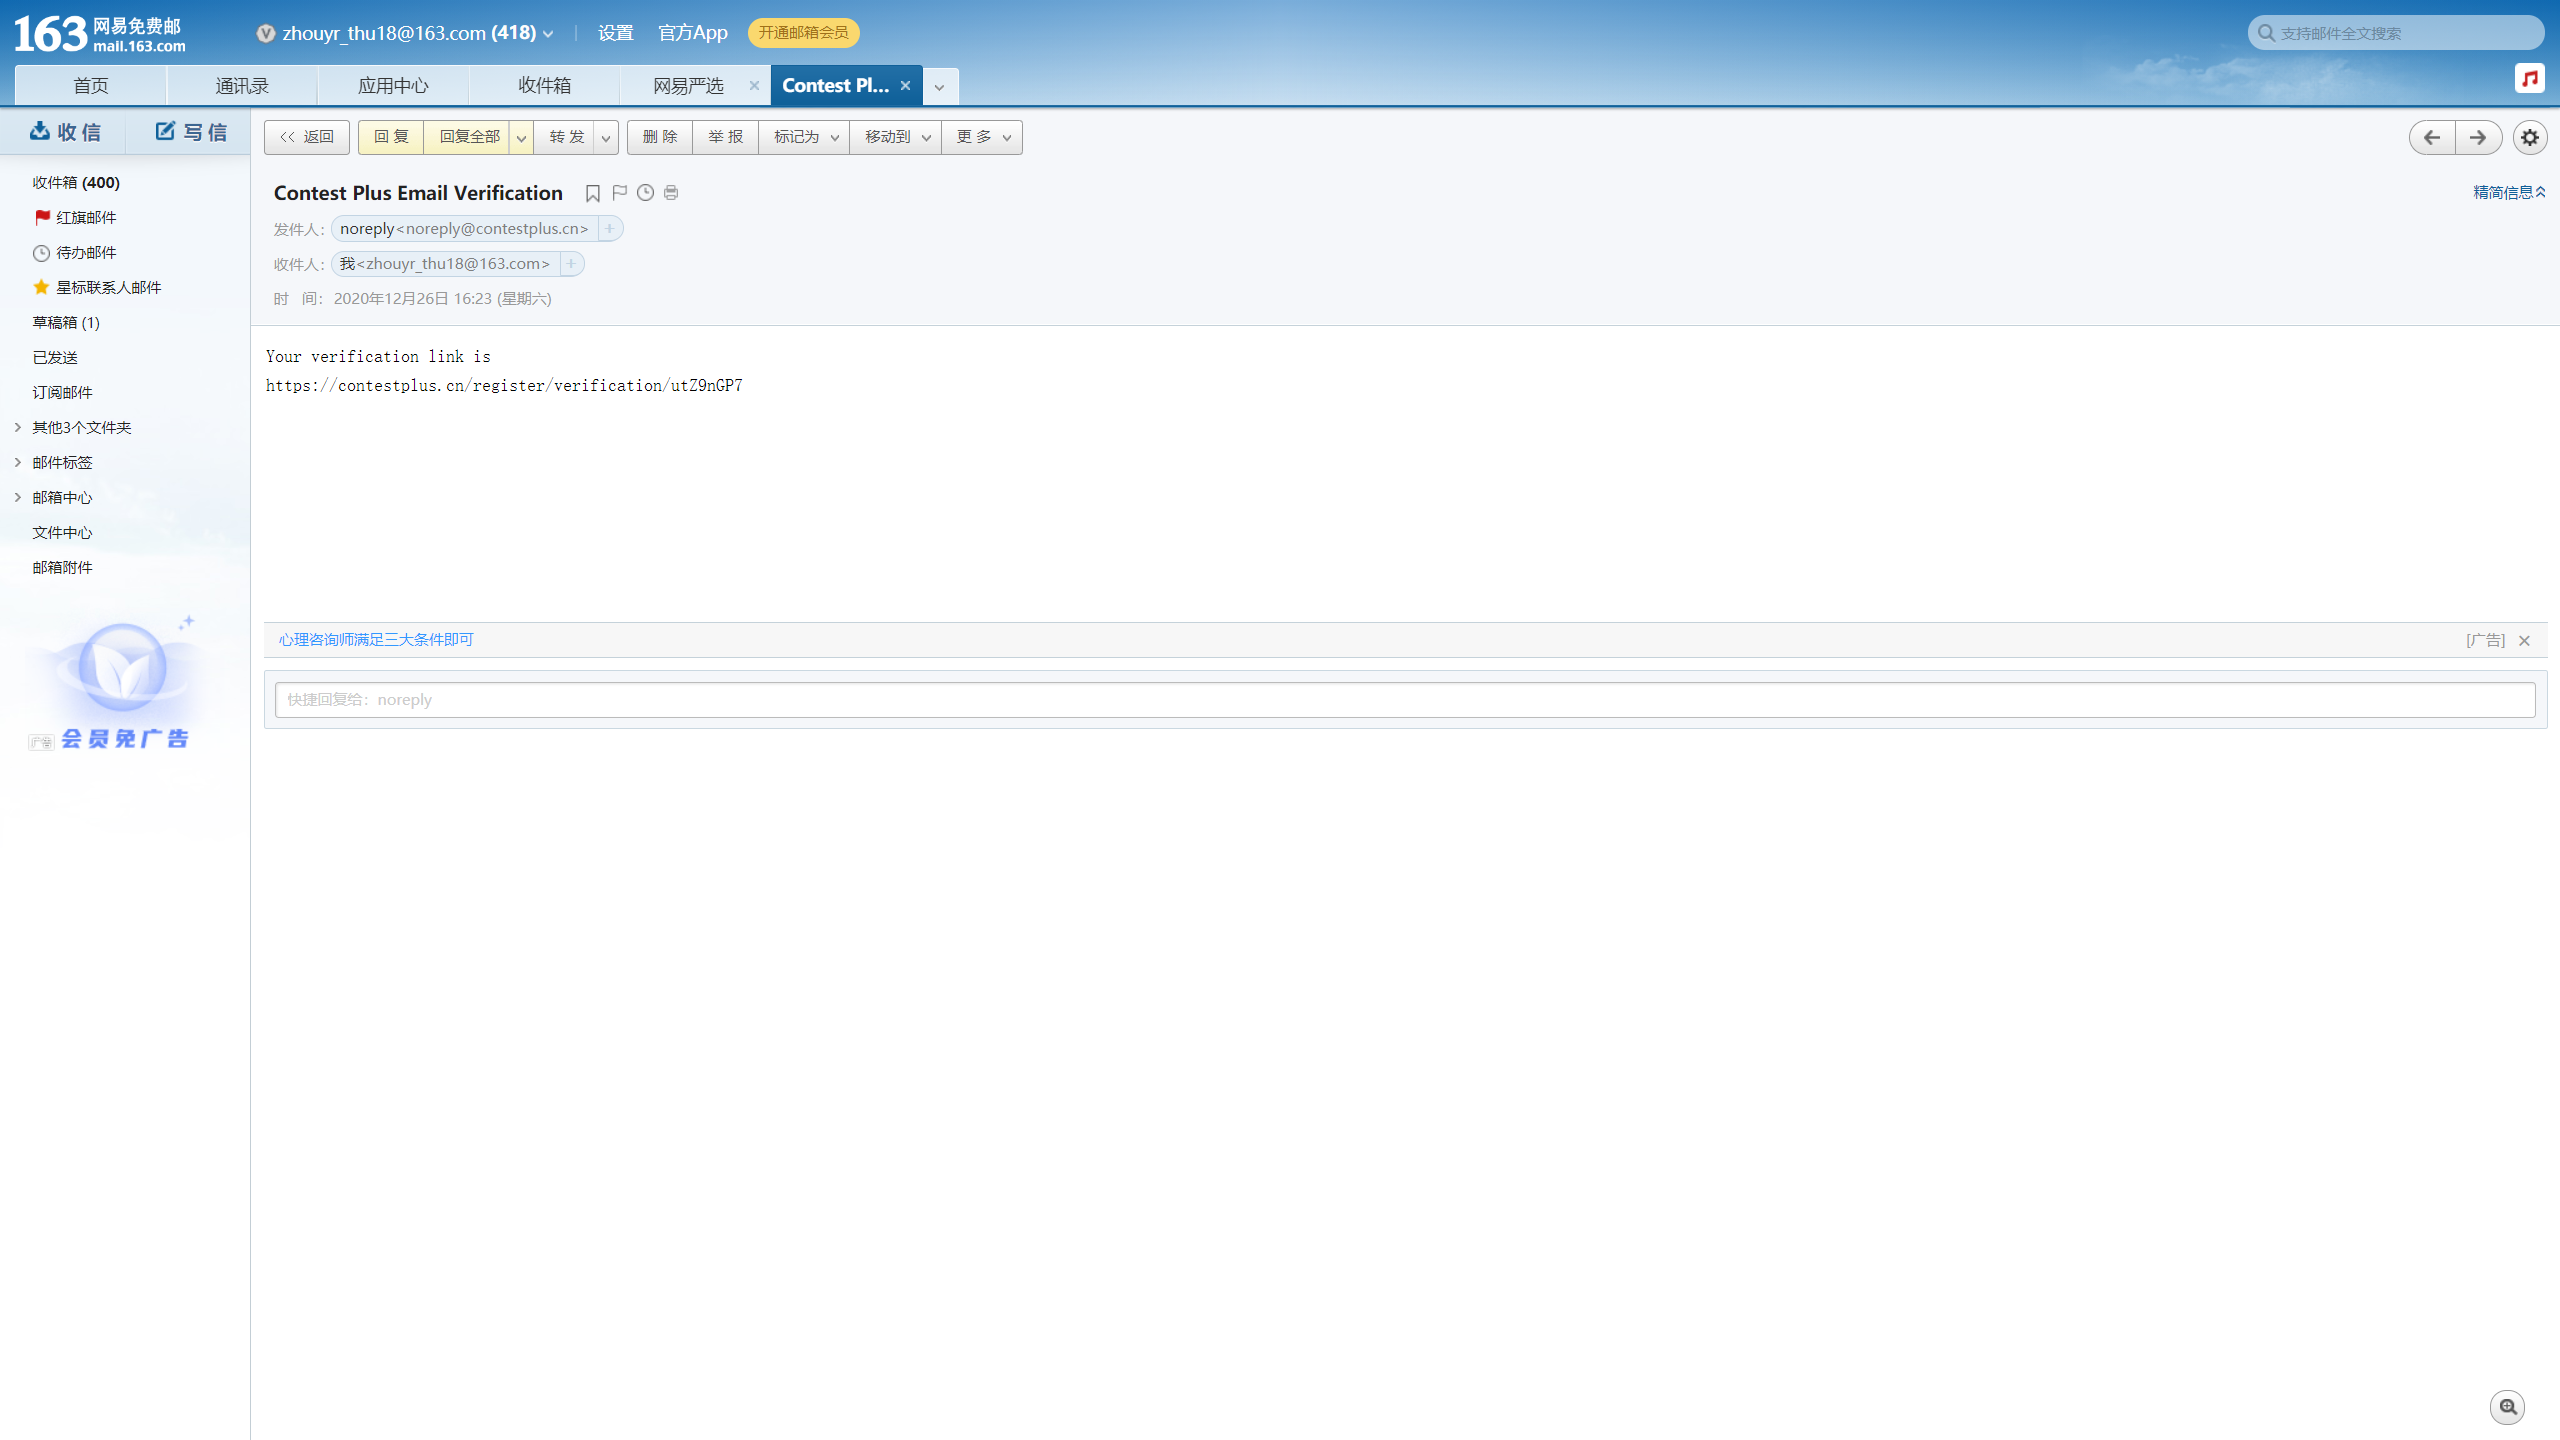 163 网易免费邮
mail.163.com
zhouyr_thu18@163.com (418)
设置
官方App
开通邮箱会员
支持邮件全文搜索
首页
通讯录
应用中心
收件箱
网易严选
Contest Pl...
收信
写信
<< 返回
回复
回复全部
转发
删除
举报
标记为
移动到
更多
收件箱 (400)
红旗邮件
待办邮件
星标联系人邮件
草稿箱 (1)
已发送
订阅邮件
其他3个文件夹
邮件标签
邮箱中心
文件中心
邮箱附件
广告 会员免广告
Contest Plus Email Verification
精简信息
发件人：noreply<noreply@contestplus.cn>
收件人：我<zhouyr_thu18@163.com>
时 间：2020年12月26日 16:23 (星期六)
Your verification link is
https://contestplus.cn/register/verification/utZ9nGP7
心理咨询师满足三大条件即可
[广告]
快捷回复给：noreply